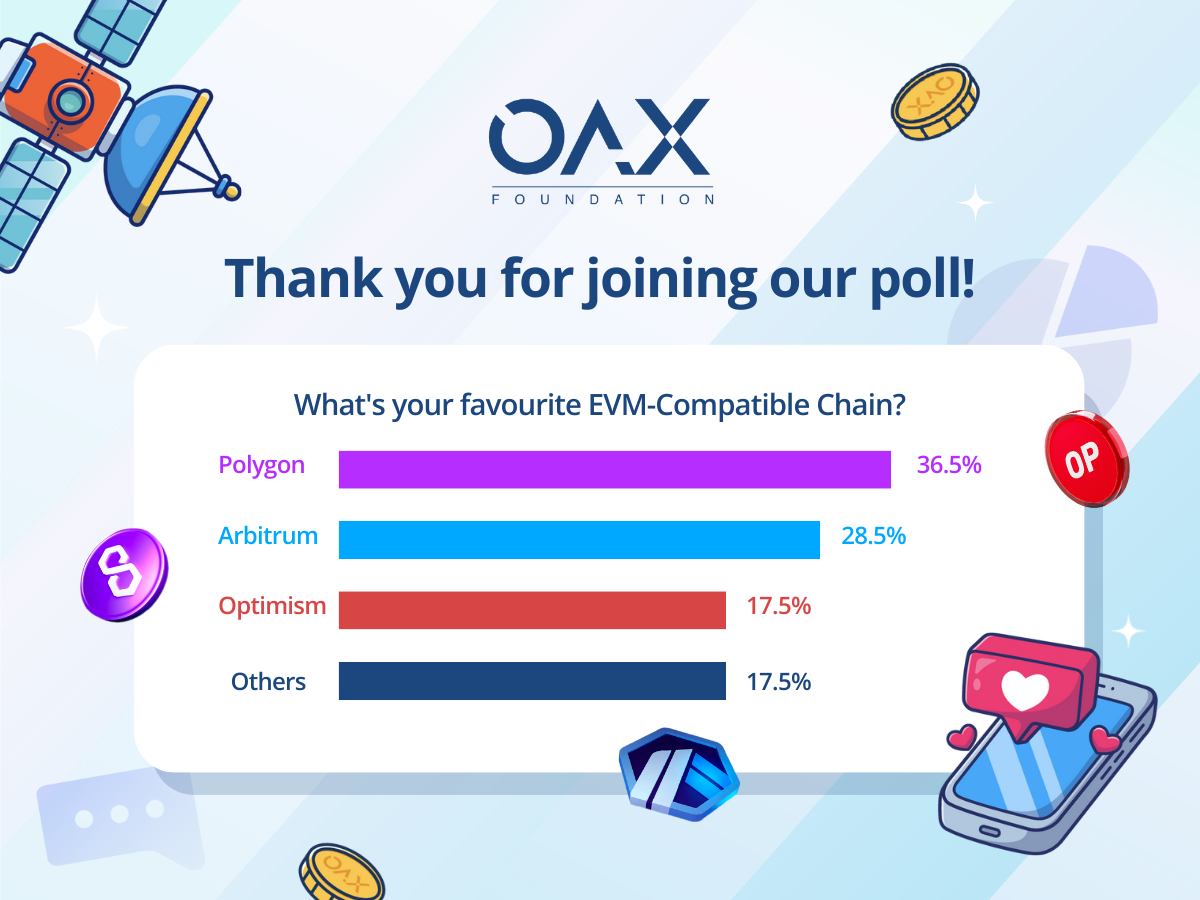 OAX
FOUNDATION
OAX
Thank you for joining our poll!
What's your favourite EVM-Compatible Chain?
Polygon 36.5%
OP
Arbitrum 28.5%
Optimism 17.5%
Others 17.5%
OAX